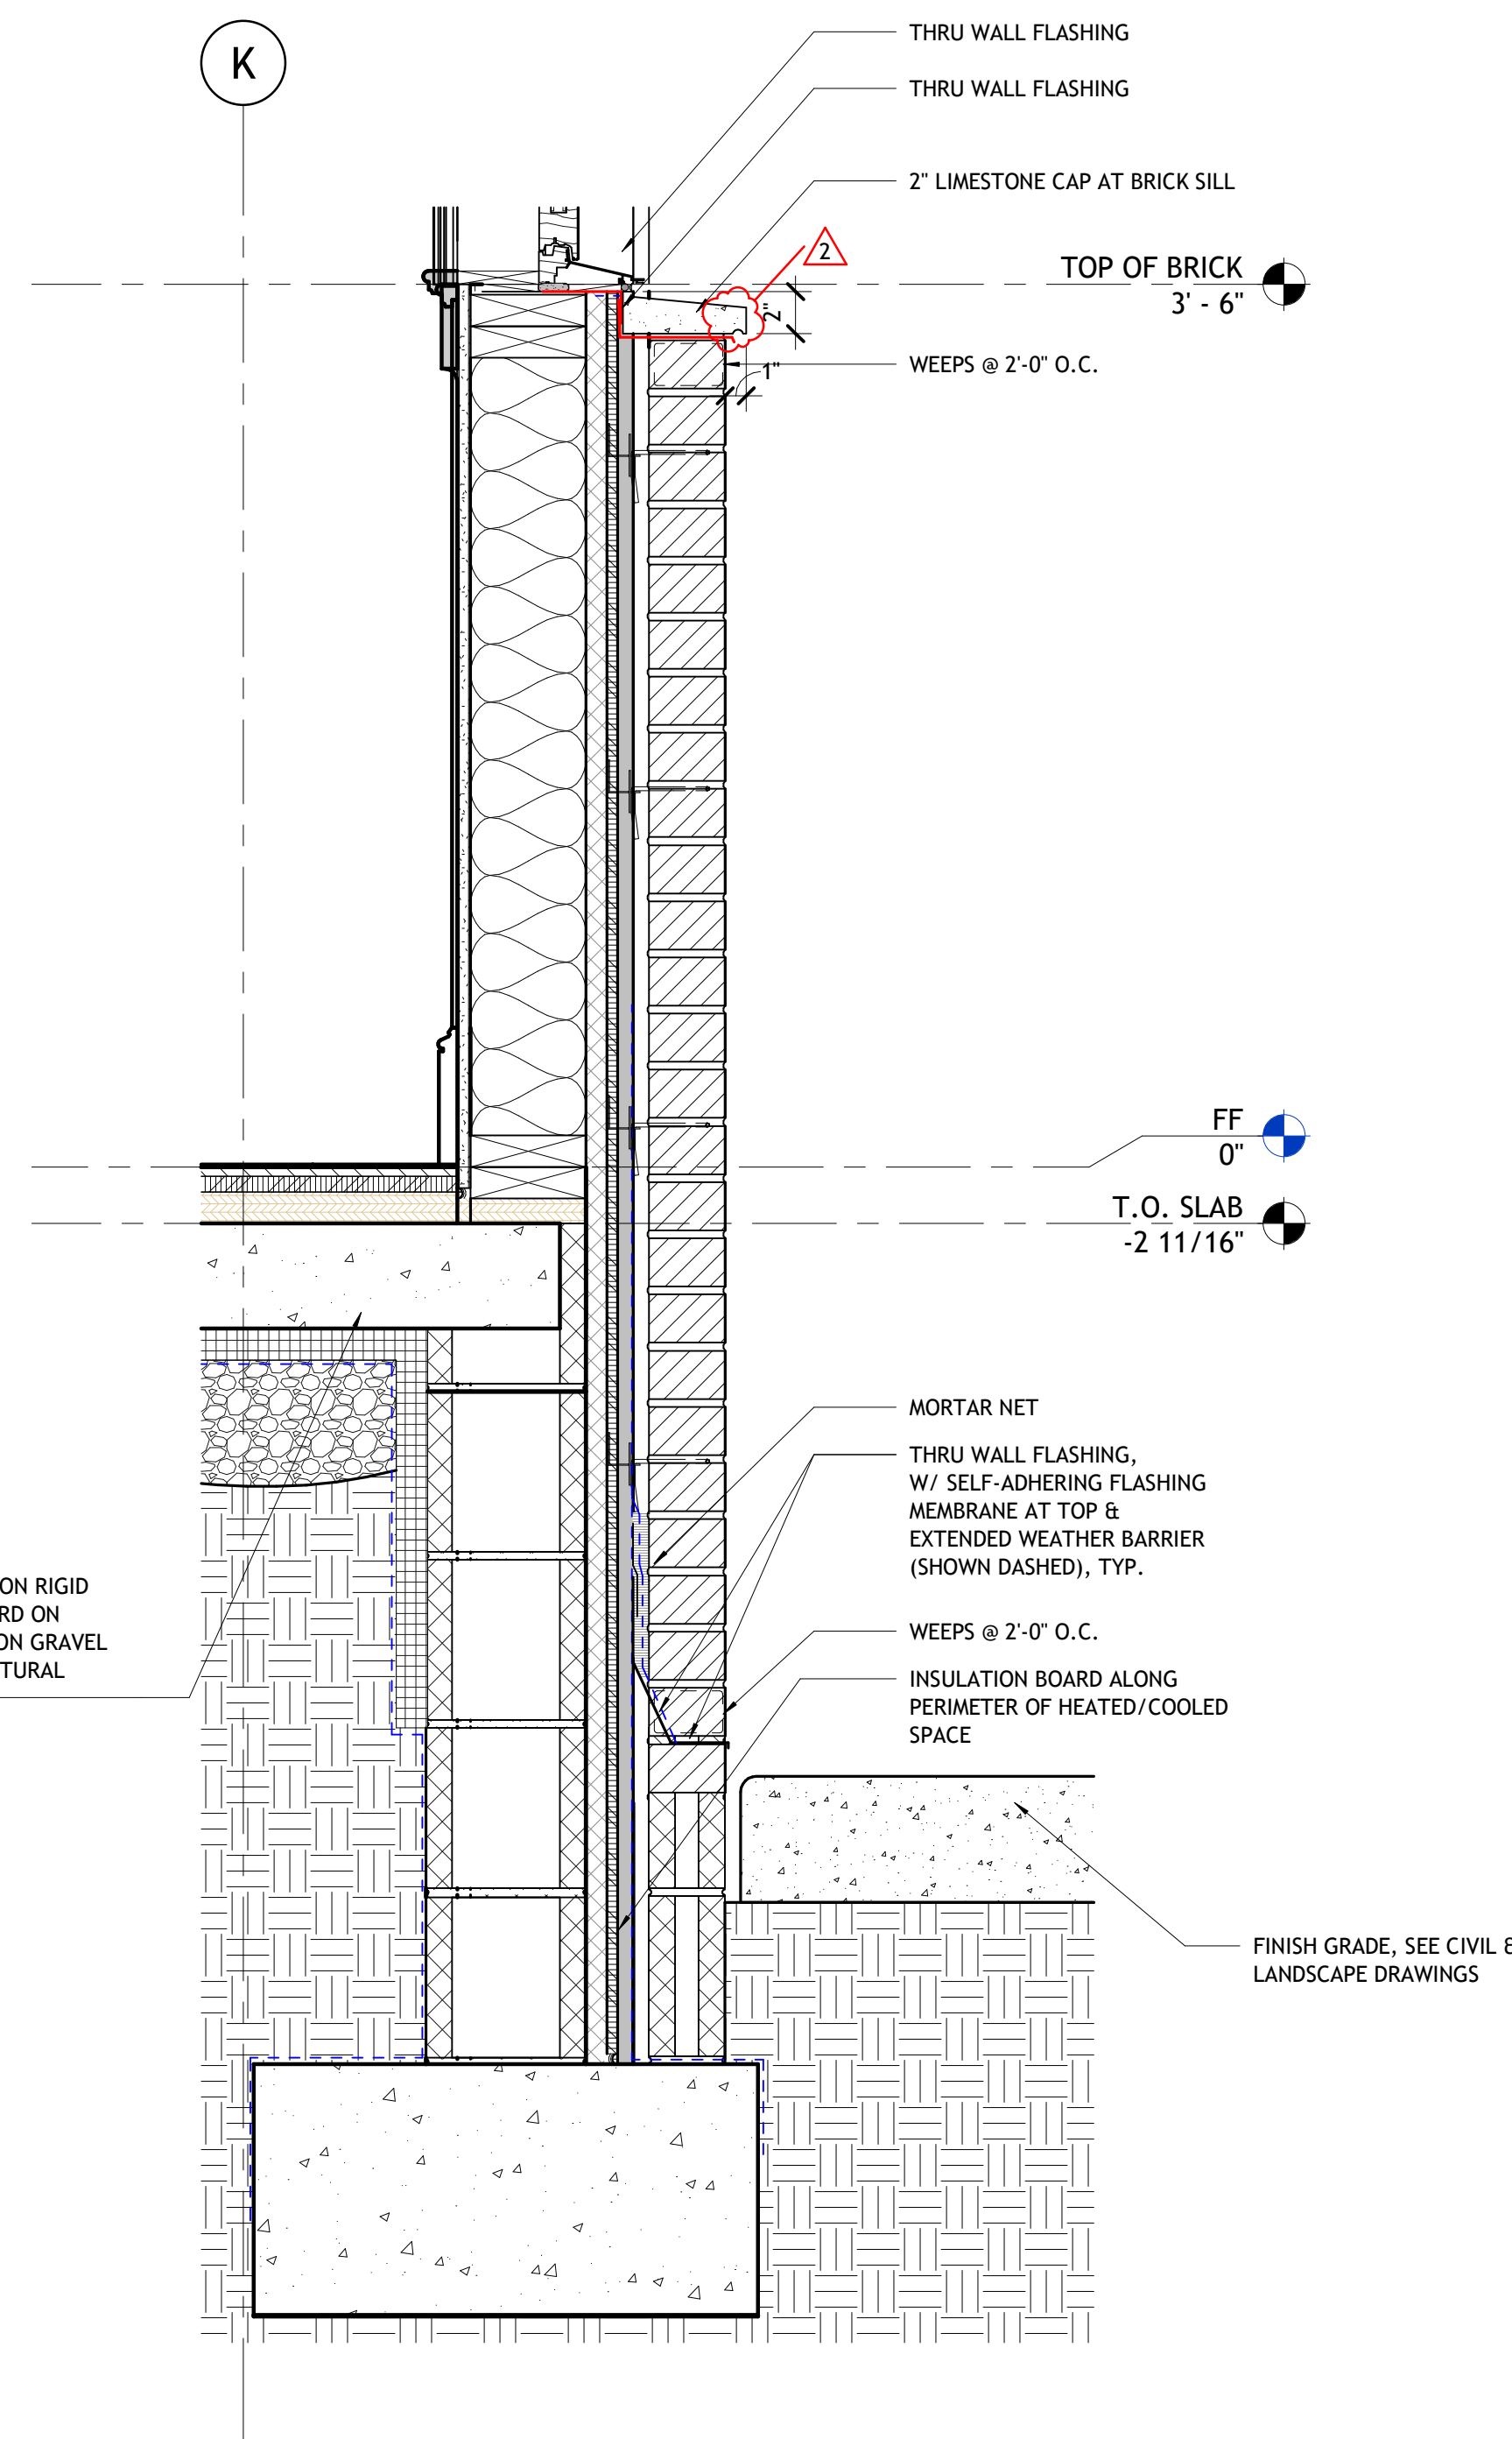 K
THRU WALL FLASHING
THRU WALL FLASHING
2" LIMESTONE CAP AT BRICK SILL
2
TOP OF BRICK
3' - 6"
2"
WEEPS @ 2'-0" O.C.
1"
FF
0"
T.O. SLAB
-2 11/16"
MORTAR NET
THRU WALL FLASHING,
W/ SELF-ADHERING FLASHING
MEMBRANE AT TOP &
EXTENDED WEATHER BARRIER
(SHOWN DASHED), TYP.
ON RIGID
RD ON
ON GRAVEL
TURAL
WEEPS @ 2'-0" O.C.
INSULATION BOARD ALONG
PERIMETER OF HEATED/COOLED
SPACE
FINISH GRADE, SEE CIVIL &
LANDSCAPE DRAWINGS